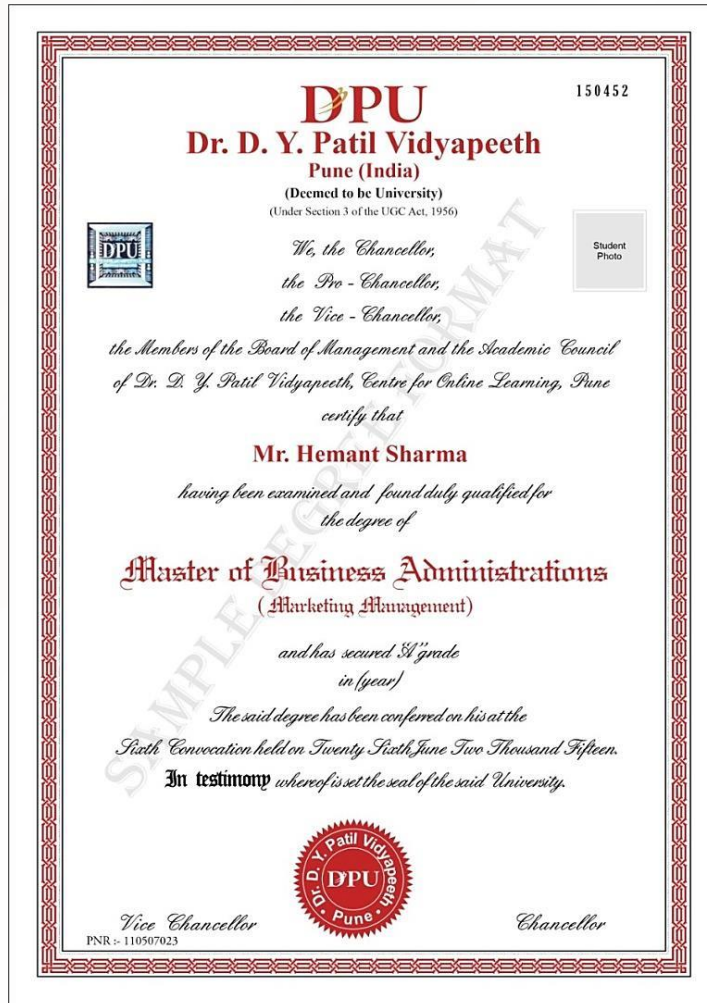 150452
DPU
Dr. D. Y. Patil Vidyapeeth
Pune (India)
(Deemed to be University)
(Under Section 3 of the UGC Act, 1956)
DPU
Student
Photo
We, the Chancellor,
the Pro - Chancellor,
the Vice - Chancellor,
the Members of the Board of Management and the Academic Council
of Dr. D. Y. Patil Vidyapeeth, Centre for Online Learning, Pune
certify that
Mr. Hemant Sharma
having been examined and found duly qualified for
the degree of
Master of Business Administrations
(Marketing Management)
and has secured "A" grade
in (year)
The said degree has been conferred on his at the
Sixth Convocation held on Twenty Sixth June Two Thousand Fifteen.
In testimony whereof is set the seal of the said University.
SAMPLE DEGREE FORMAT
Dr. D. Y. Patil Vidyapeeth
DPU
Pune
Vice Chancellor
Chancellor
PNR :- 110507023